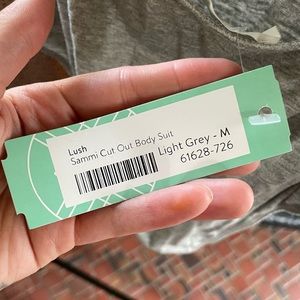 Lush
Sammi Cut Out Body Suit
Light Grey - M
61628-726